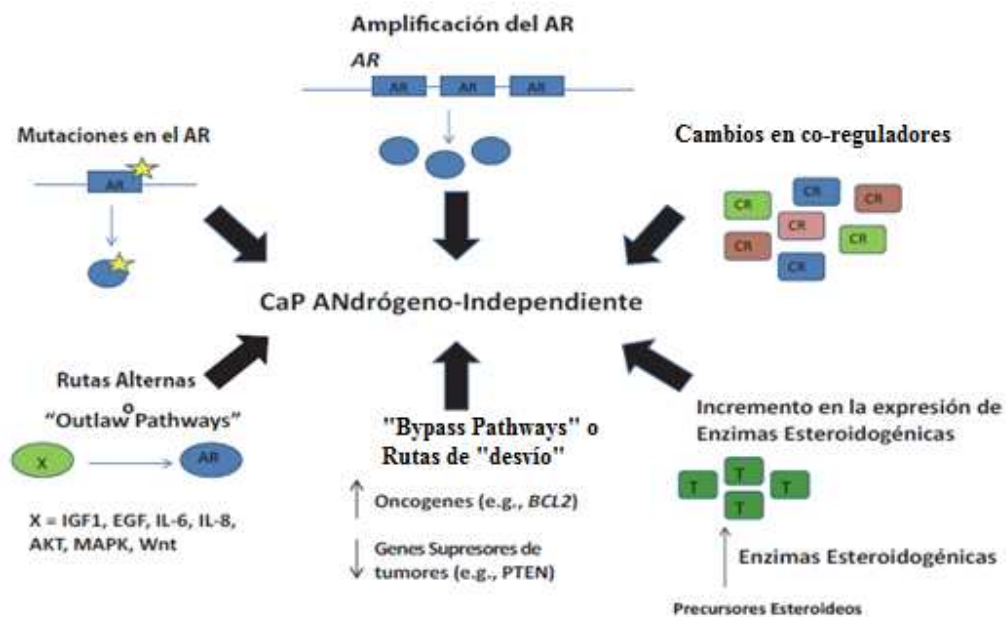 Amplificación del AR
AR
AR AR AR
Mutaciones en el AR
AR
Cambios en co-reguladores
CR CR CR
CR CR CR
CR
CaP ANdrógeno-Independiente
Rutas Alternas
o
"Outlaw Pathways"
X AR
X = IGF1, EGF, IL-6, IL-8,
AKT, MAPK, Wnt
"Bypass Pathways" o
Rutas de "desvío"
Oncogenes (e.g., BCL2)
Genes Supresores de
tumores (e.g., PTEN)
Incremento en la expresión de
Enzimas Esteroidogénicas
T T T
T
Enzimas Esteroidogénicas
Precursores Esteroideos